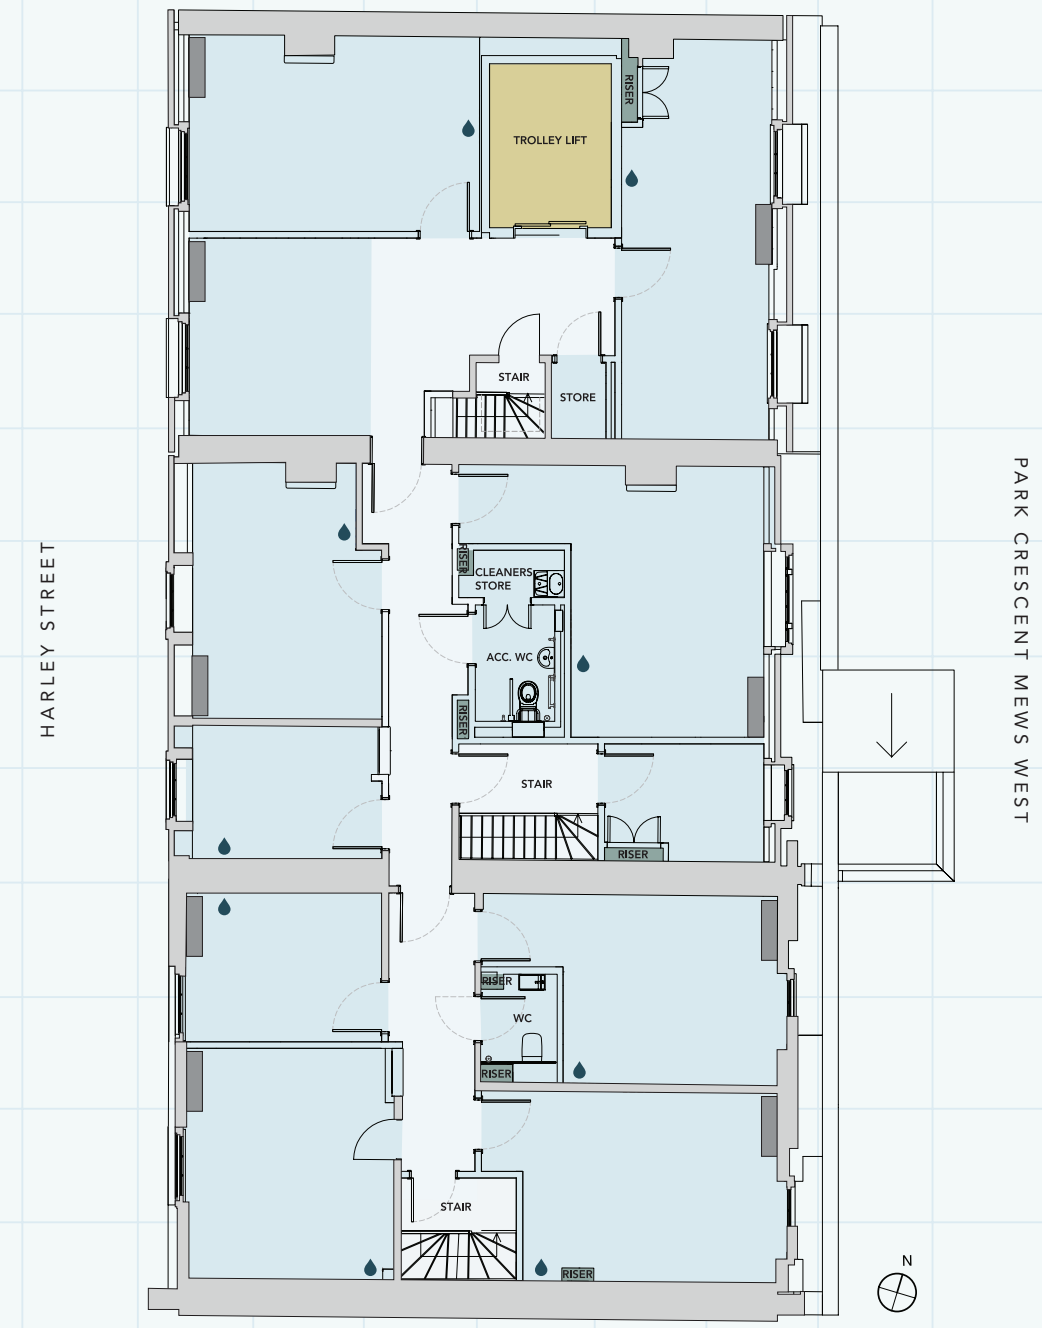 RISER
TROLLEY LIFT
STAIR
STORE
HARLEY STREET
PARK CRESCENT MEWS WEST
RISER
CLEANERS
STORE
ACC. WC
RISER
STAIR
RISER
RISER
WC
RISER
STAIR
RISER
N